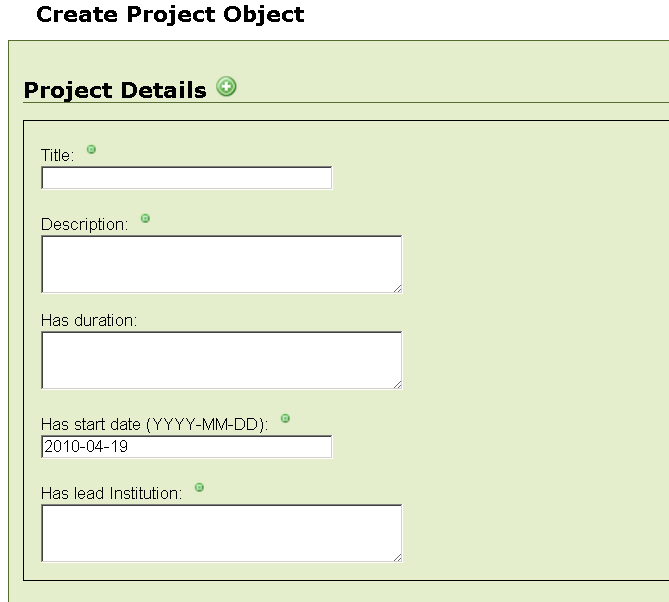 Create Project Object
Project Details
Title:
Description:
Has duration:
Has start date (YYYY-MM-DD):
2010-04-19
Has lead Institution: